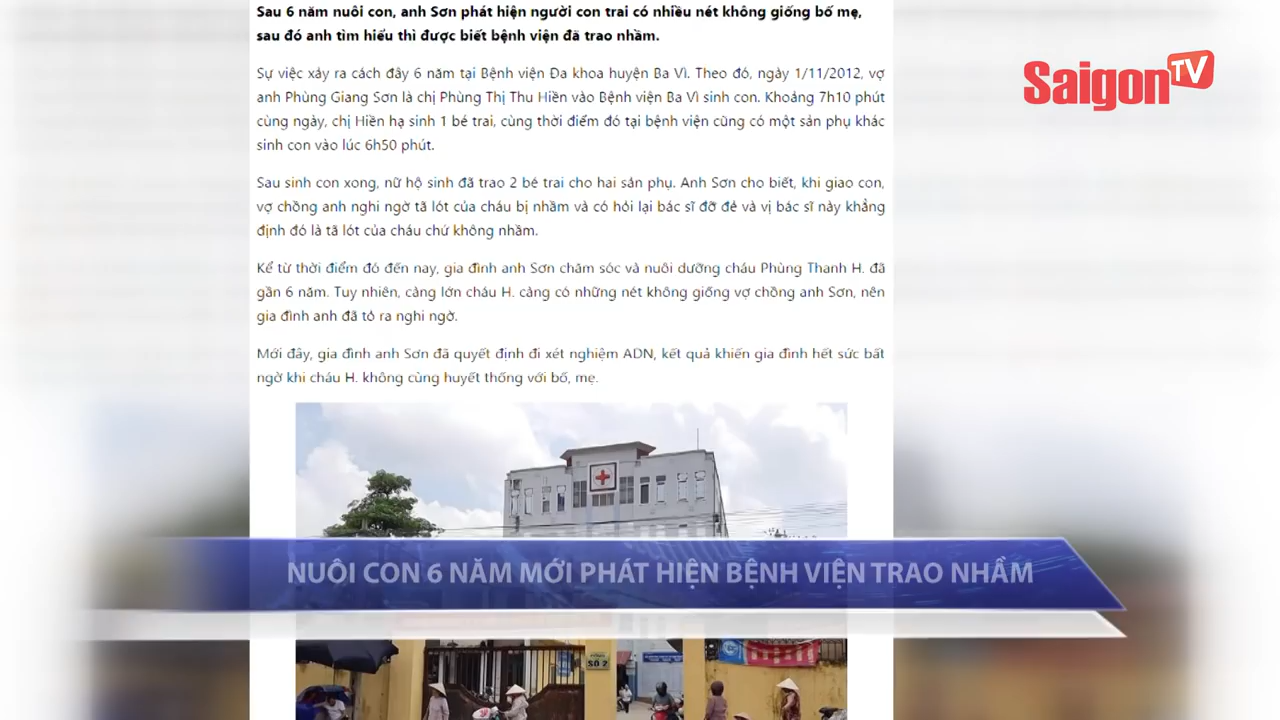 Sau 6 năm nuôi con, anh Sơn phát hiện người con trai có nhiều nét không giống bố mẹ,
sau đó anh tìm hiểu thì được biết bệnh viện đã trao nhầm.
Saigon TV
Sự việc xảy ra cách đây 6 năm tại Bệnh viện Đa khoa huyện Ba Vì. Theo đó, ngày 1/11/2012, vợ
anh Phùng Giang Sơn là chị Phùng Thị Thu Hiền vào Bệnh viện Ba Vì sinh con. Khoảng 7h10 phút
cùng ngày, chị Hiền hạ sinh 1 bé trai, cùng thời điểm đó tại bệnh viện cũng có một sản phụ khác
sinh con vào lúc 6h50 phút.
Sau sinh con xong, nữ hộ sinh đã trao 2 bé trai cho hai sản phụ. Anh Sơn cho biết, khi giao con,
vợ chồng anh nghi ngờ tã lót của cháu bị nhầm và có hỏi lại bác sĩ đỡ đẻ và vị bác sĩ này khẳng
định đó là tã lót của cháu chứ không nhầm.
Kể từ thời điểm đó đến nay, gia đình anh Sơn chăm sóc và nuôi dưỡng cháu Phùng Thanh H. đã
gần 6 năm. Tuy nhiên, càng lớn cháu H. càng có những nét không giống vợ chồng anh Sơn, nên
gia đình anh đã tỏ ra nghi ngờ.
Mới đây, gia đình anh Sơn đã quyết định đi xét nghiệm ADN, kết quả khiến gia đình hết sức bất
ngờ khi cháu H. không cùng huyết thống với bố, mẹ.
NUÔI CON 6 NĂM MỚI PHÁT HIỆN BỆNH VIỆN TRAO NHẦM
SỐ 2